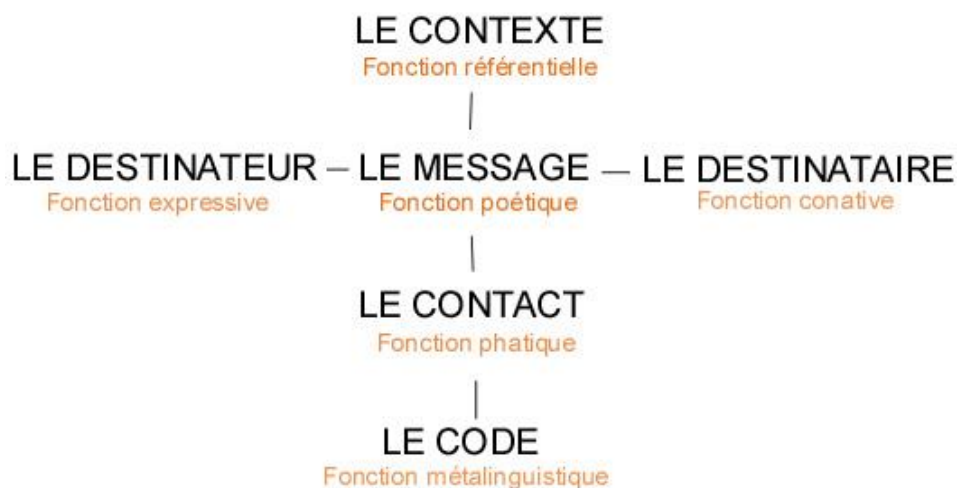 LE CONTEXTE
Fonction référentielle
LE DESTINATEUR — LE MESSAGE — LE DESTINATAIRE
Fonction expressive Fonction poétique Fonction conative
LE CONTACT
Fonction phatique
LE CODE
Fonction métalinguistique